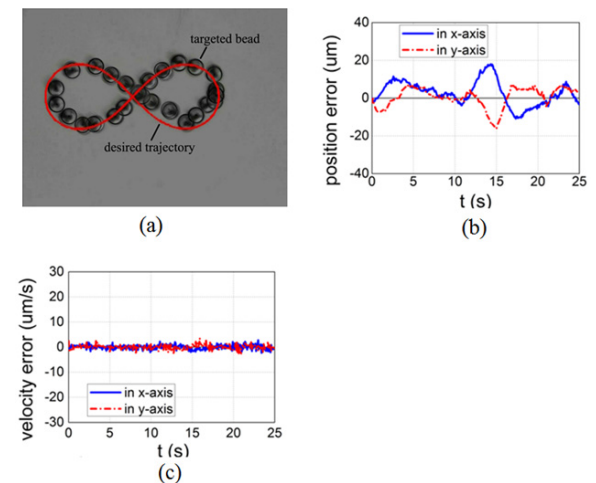 targeted bead
desired trajectory
(a)
in x-axis
in y-axis
position error (um)
40
20
0
-20
-40
0 5 10 15 20 25
t (s)
(b)
30
20
10
0
-10
-20
-30
velocity error (um/s)
in x-axis
in y-axis
0 5 10 15 20 25
t (s)
(c)